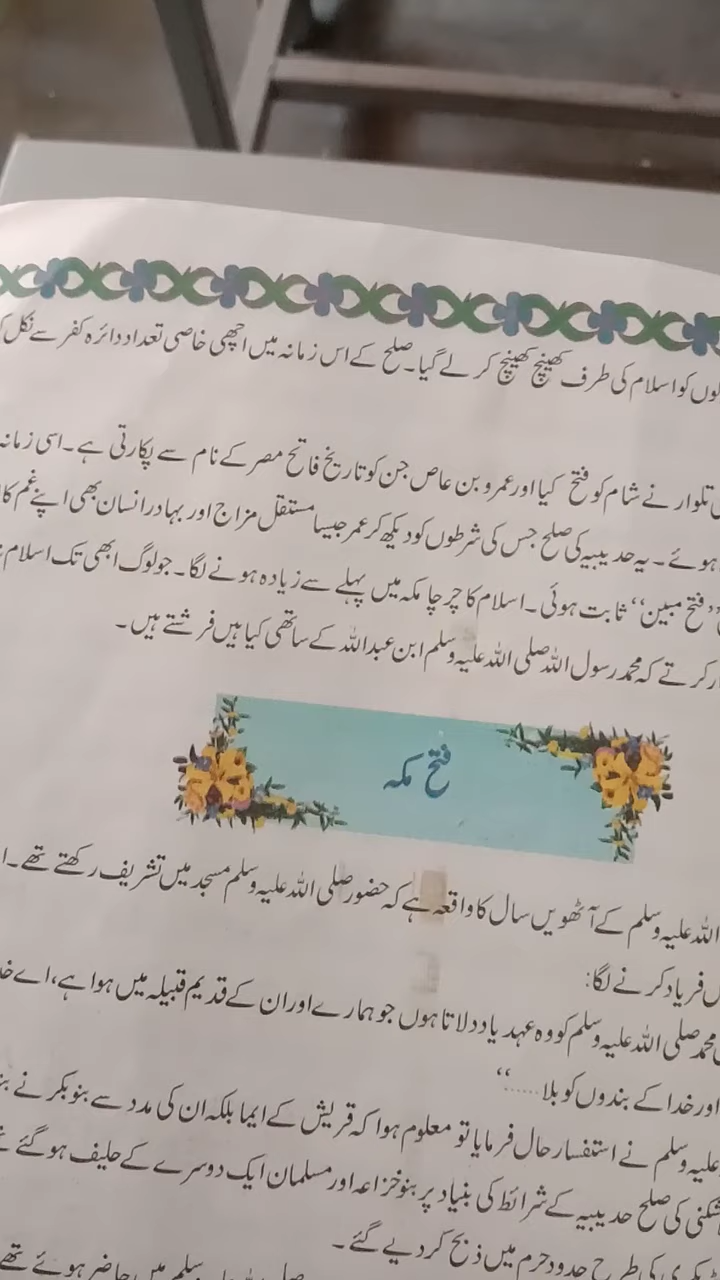 کو اسلام کی طرف کھینچ کھینچ کر لے گیا۔ صلح کے اس زمانہ میں اچھی خاصی تعداد دائرہ کفر سے نکل
تلوار نے شام کو فتح کیا اور عمرو بن عاص جن کو تاریخ فاتح مصر کے نام سے پکارتی ہے۔ اسی زمانہ
ہوئے۔ یہ حدیبیہ کی صلح جس کی شرطوں کو دیکھ کر عمر جیسا مستقل مزاج اور بہادر انسان بھی اپنے غم کا
’’فتح مبین‘‘ ثابت ہوئی۔ اسلام کا چرچا مکہ میں پہلے سے زیادہ ہونے لگا۔ جو لوگ ابھی تک اسلام
کرتے کہ محمد رسول اللہ صلی اللہ علیہ وسلم ابن عبداللہ کے ساتھی کیا ہیں فرشتے ہیں۔
فتح مکہ
اللہ علیہ وسلم کے آٹھویں سال کا واقعہ ہے کہ حضور صلی اللہ علیہ وسلم مسجد میں تشریف رکھتے تھے۔
فریاد کرنے لگا:
محمد صلی اللہ علیہ وسلم کو وہ عہد یاد دلاتا ہوں جو ہمارے اور ان کے قدیم قبیلہ میں ہوا ہے، اے
اور خدا کے بندوں کو بلا.....‘‘
علیہ وسلم نے استفسار حال فرمایا تو معلوم ہوا کہ قریش کے ایما بلکہ ان کی مدد سے بنو بکر نے
شکنی کی صلح حدیبیہ کے شرائط کی بنیاد پر بنو خزاعہ اور مسلمان ایک دوسرے کے حلیف ہو گئے
کی طرح حدود حرم میں ذبح کر دیے گئے۔
وسلم میں حاضر ہوئے تھے